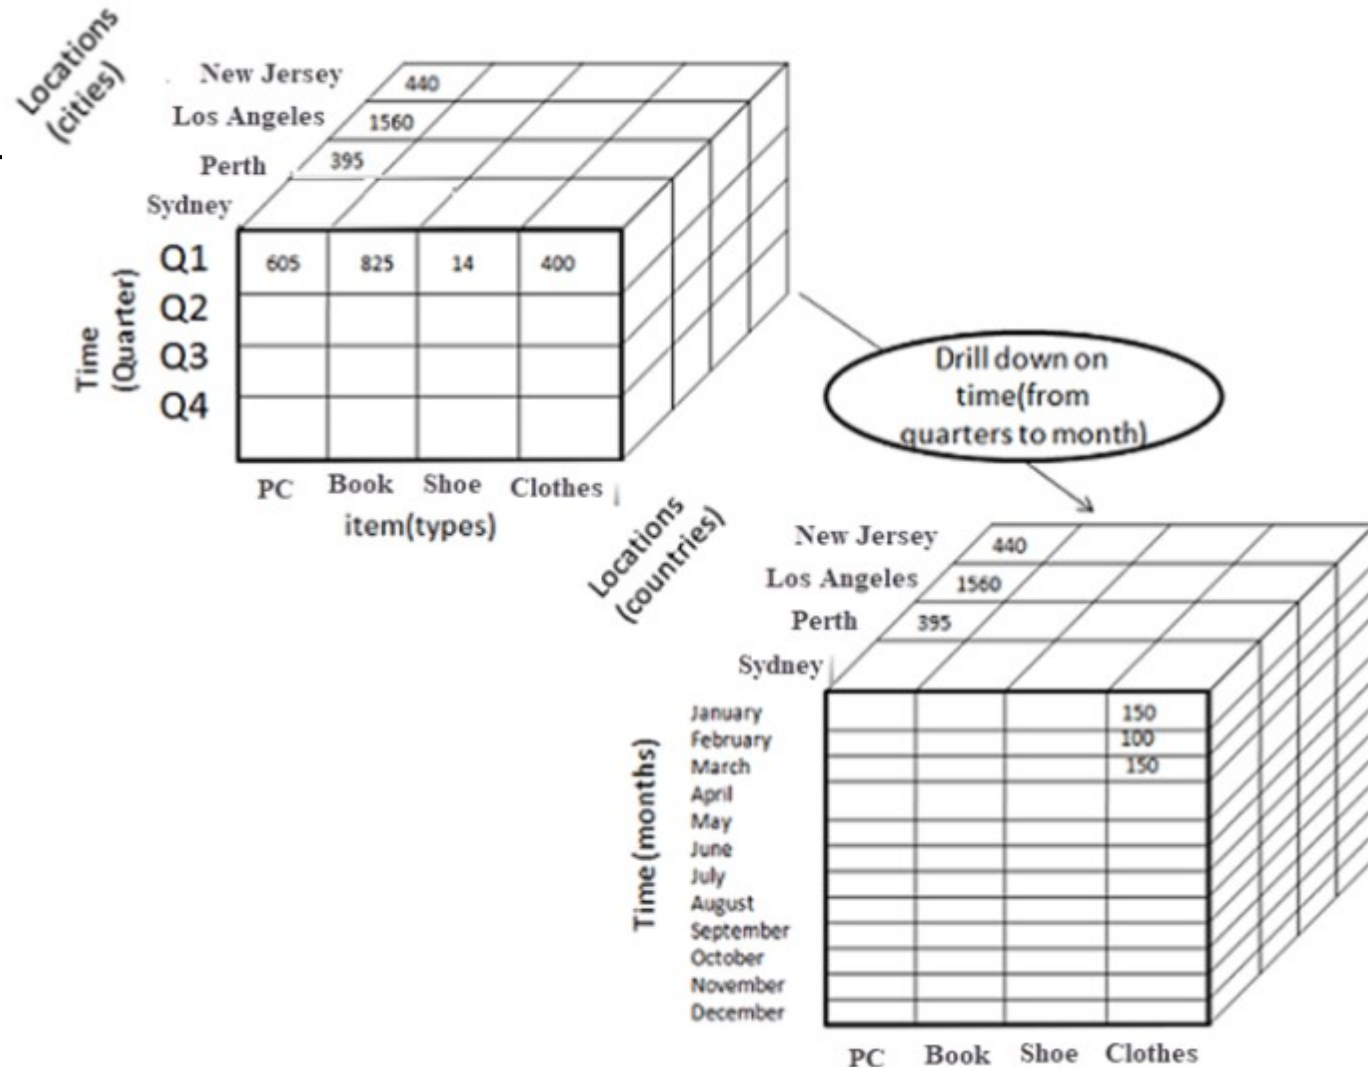 Locations
(cities)
New Jersey
440
Los Angeles
1560
Perth
395
Sydney
Time
(Quarter)
Q1
605 825 14 400
Q2
Q3
Q4
PC Book Shoe Clothes
item(types)
Drill down on
time(from
quarters to month)
Locations
(countries)
New Jersey
440
Los Angeles
1560
Perth
395
Sydney
Time(months)
January 150
February 100
March 150
April
May
June
July
August
September
October
November
December
PC Book Shoe Clothes